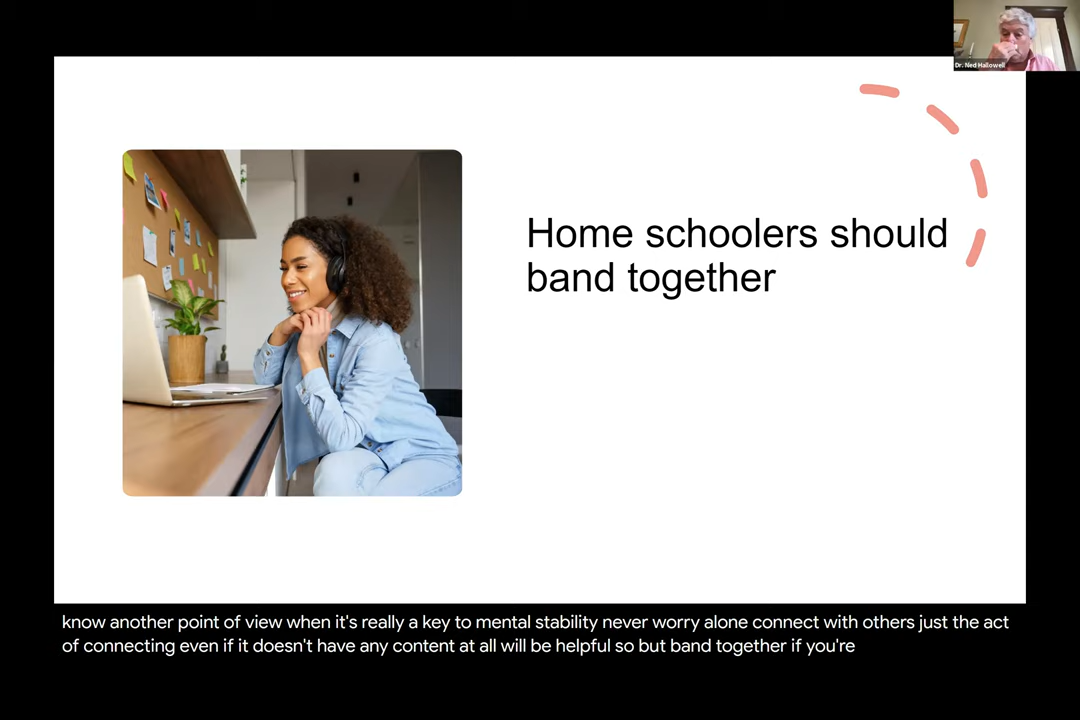 Dr. Ned Hallowell
Home schoolers should
band together
know another point of view when it's really a key to mental stability never worry alone connect with others just the act
of connecting even if it doesn't have any content at all will be helpful so but band together if you're